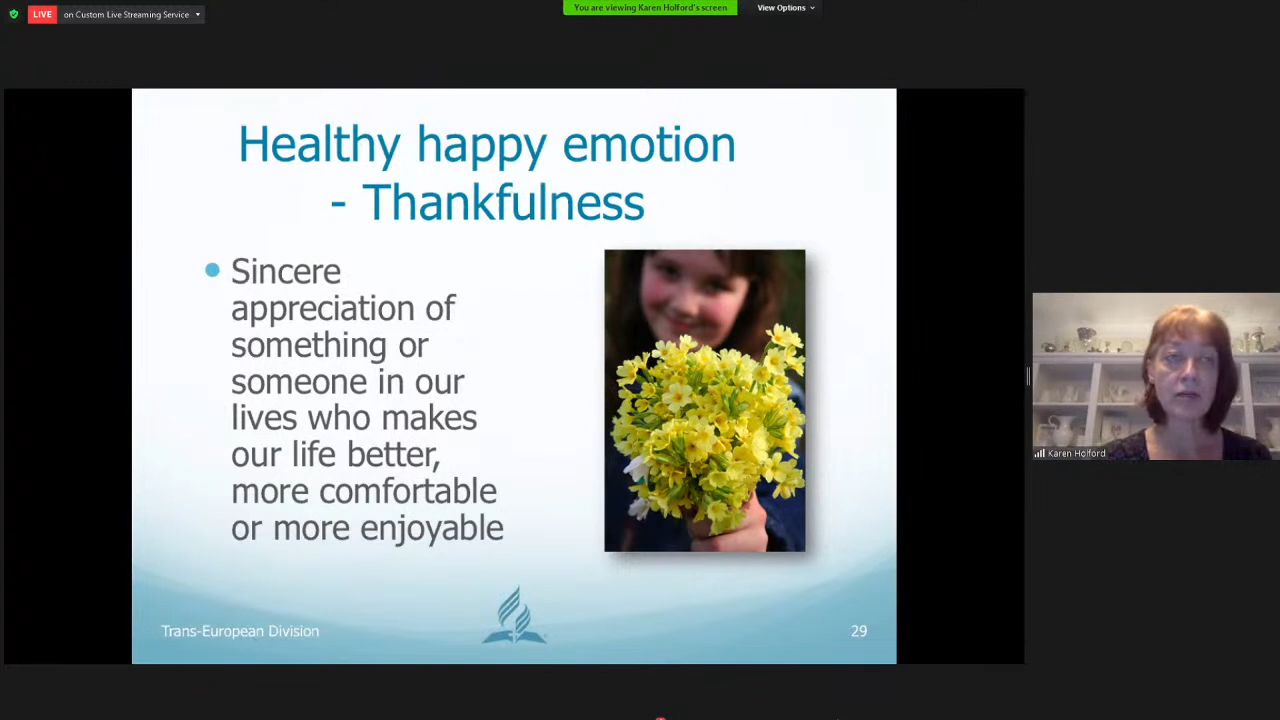 LIVE on Custom Live Streaming Service
You are viewing Karen Holford's screen
View Options
Healthy happy emotion
- Thankfulness
Sincere
appreciation of
something or
someone in our
lives who makes
our life better,
more comfortable
or more enjoyable
Karen Holford
Trans-European Division
29